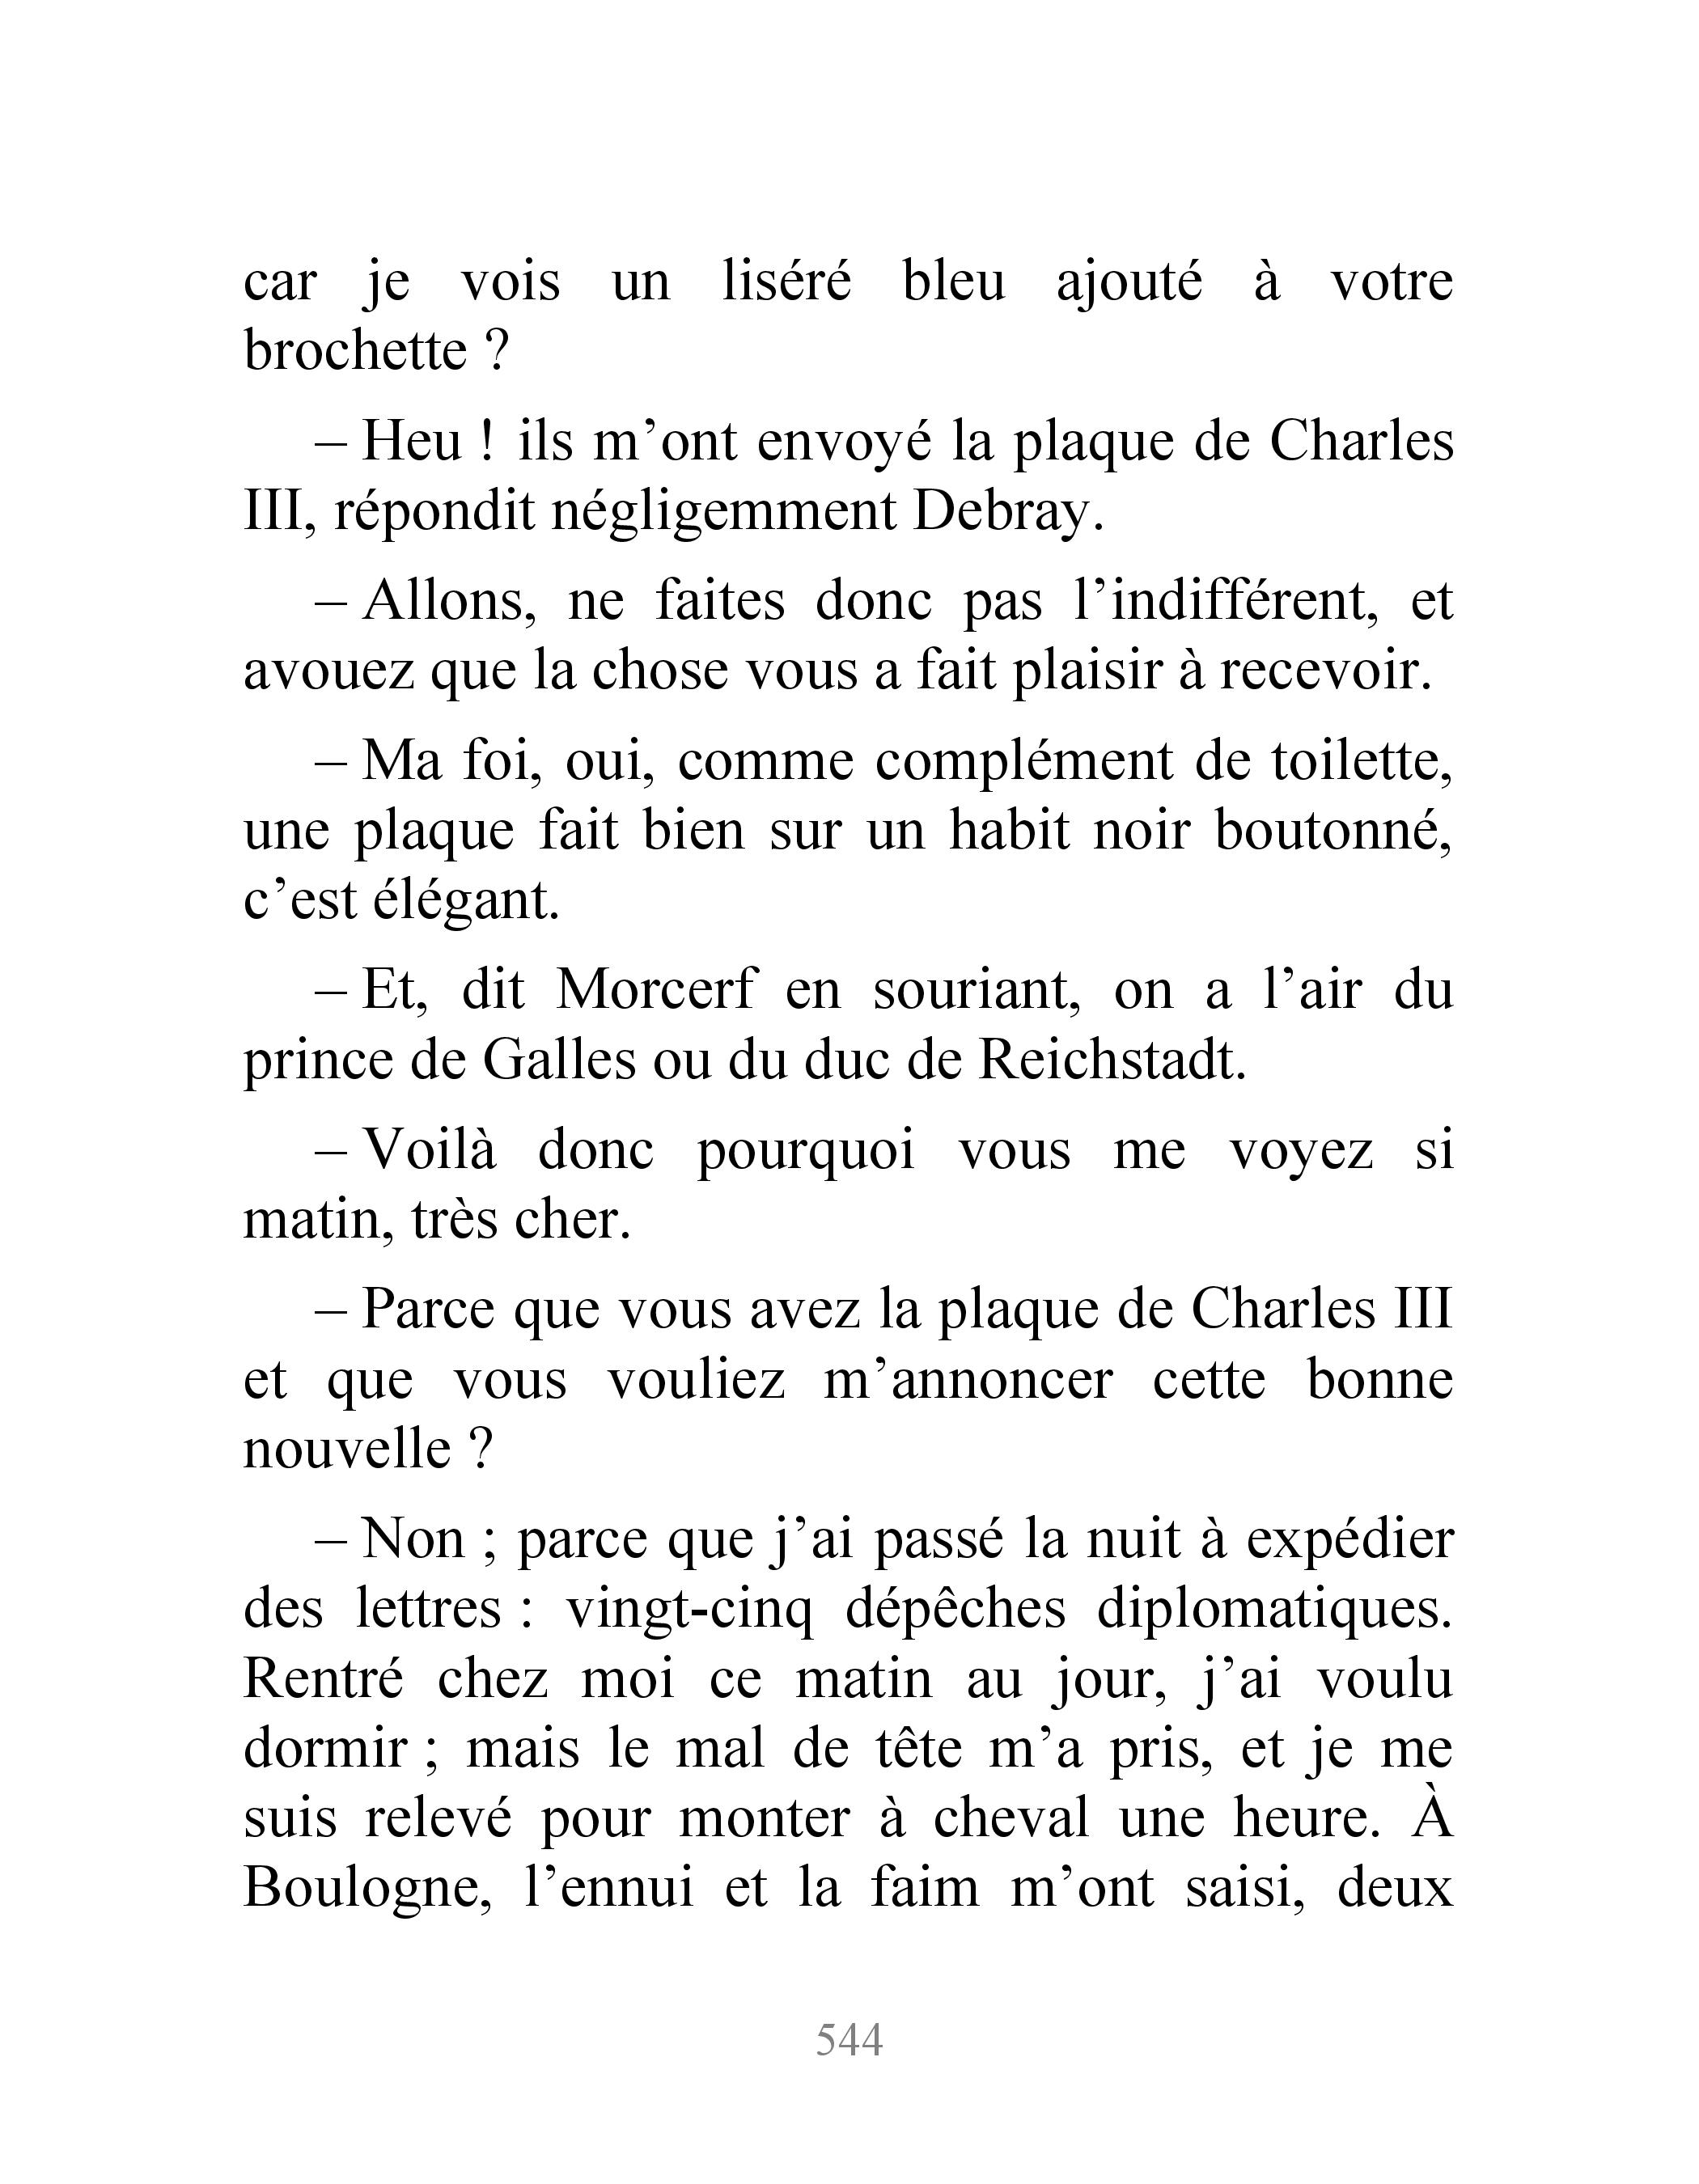 car je vois un liséré bleu ajouté à votre
brochette ?
– Heu ! ils m’ont envoyé la plaque de Charles
III, répondit négligemment Debray.
– Allons, ne faites donc pas l’indifférent, et
avouez que la chose vous a fait plaisir à recevoir.
– Ma foi, oui, comme complément de toilette,
une plaque fait bien sur un habit noir boutonné,
c’est élégant.
– Et, dit Morcerf en souriant, on a l’air du
prince de Galles ou du duc de Reichstadt.
– Voilà donc pourquoi vous me voyez si
matin, très cher.
– Parce que vous avez la plaque de Charles III
et que vous vouliez m’annoncer cette bonne
nouvelle ?
– Non ; parce que j’ai passé la nuit à expédier
des lettres : vingt-cinq dépêches diplomatiques.
Rentré chez moi ce matin au jour, j’ai voulu
dormir ; mais le mal de tête m’a pris, et je me
suis relevé pour monter à cheval une heure. À
Boulogne, l’ennui et la faim m’ont saisi, deux
544